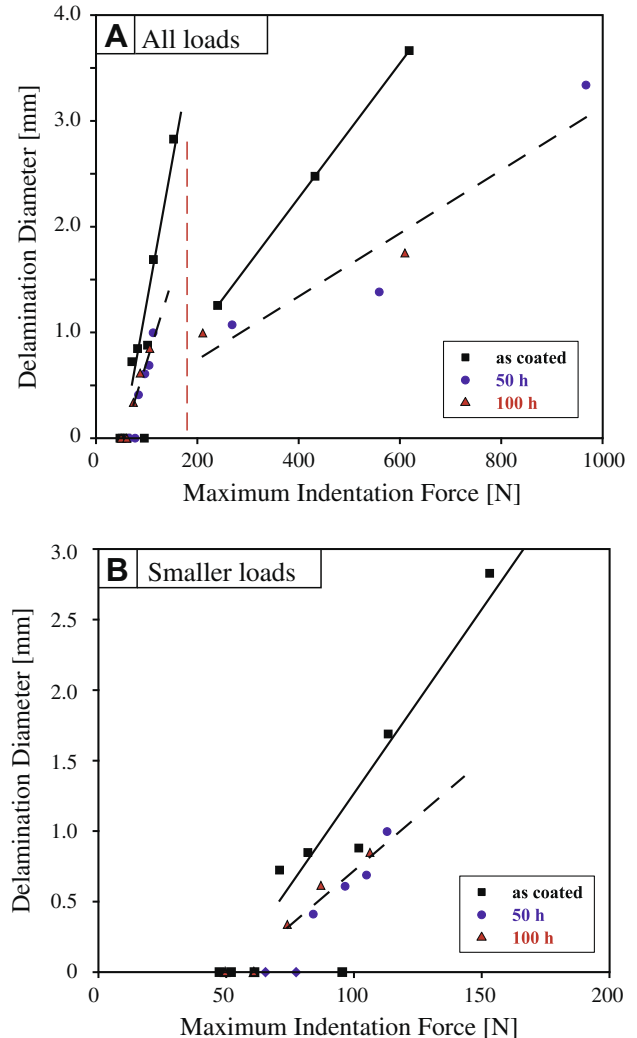 A All loads
4.0
3.0
2.0
1.0
0
Delamination Diameter [mm]
as coated
50 h
100 h
0 200 400 600 800 1000
Maximum Indentation Force [N]
B Smaller loads
3.0
2.5
2.0
1.5
1.0
0.5
0
Delamination Diameter [mm]
as coated
50 h
100 h
0 50 100 150 200
Maximum Indentation Force [N]